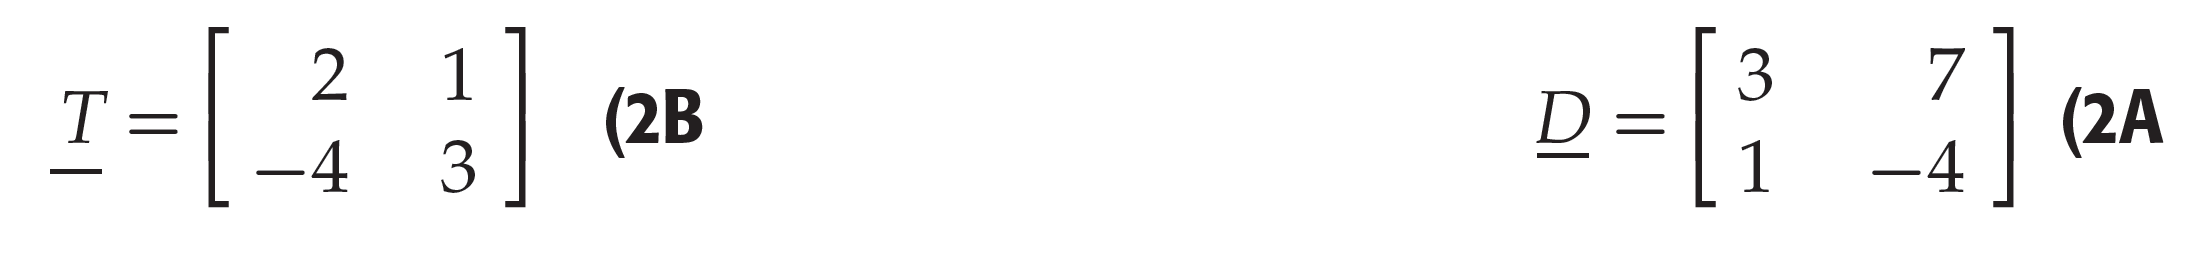 (2A D = [3 7; 1 −4]
(2B T = [2 1; −4 3]